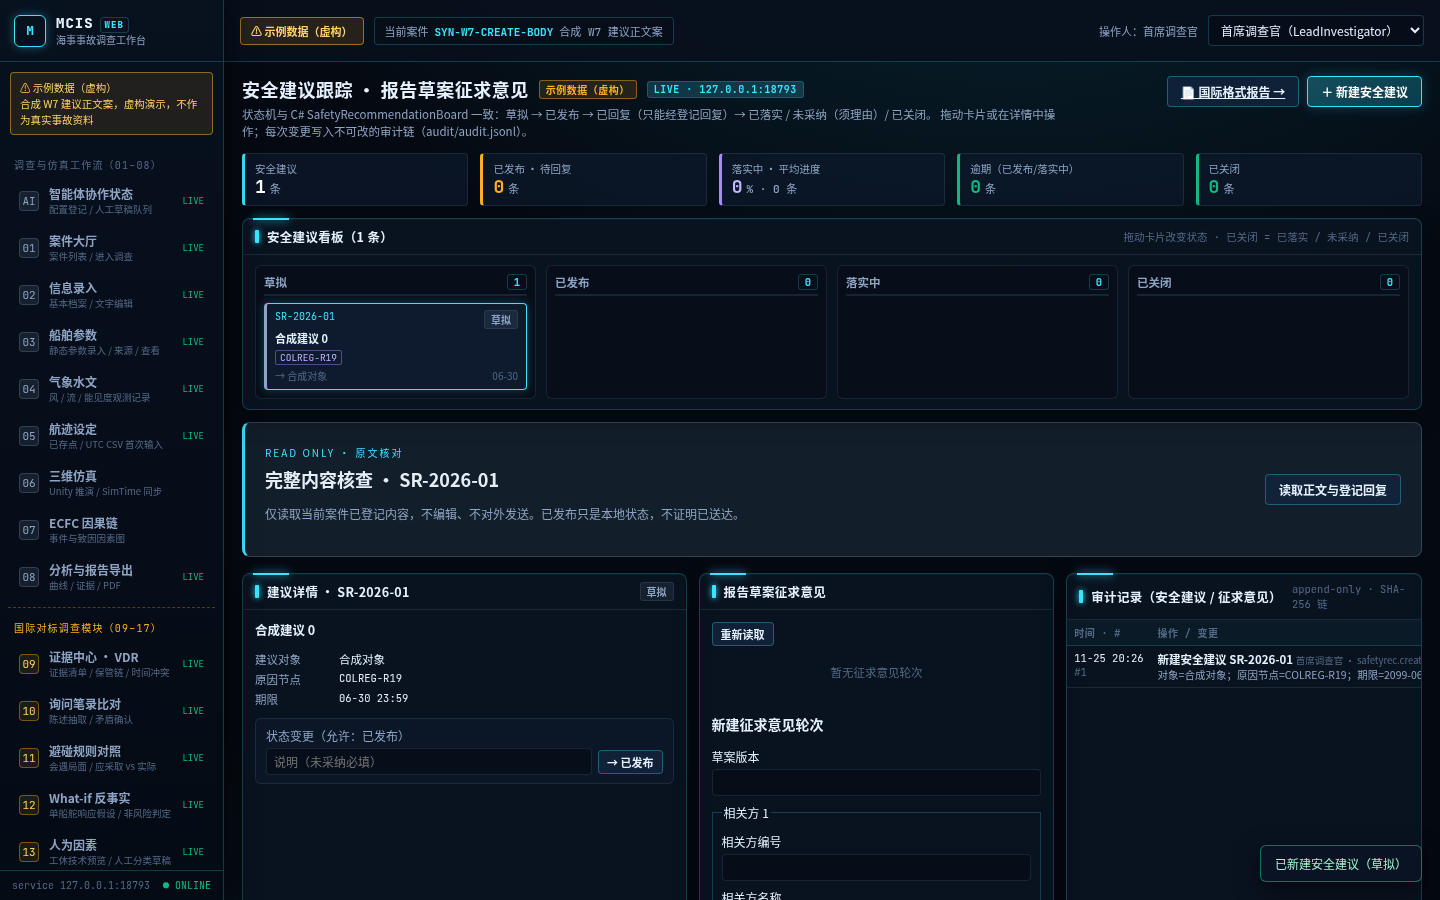 M
MCIS WEB
海事事故调查工作台
⚠ 示例数据（虚构）
合成 W7 建议正文案，虚构演示，不作
为真实事故资料
调查与仿真工作流（01–08）
AI 智能体协作状态 LIVE
配置登记 / 人工草稿队列
01 案件大厅 LIVE
案件列表 / 进入调查
02 信息录入 LIVE
基本档案 / 文字编辑
03 船舶参数 LIVE
静态参数录入 / 来源 / 查看
04 气象水文 LIVE
风 / 流 / 能见度观测记录
05 航迹设定 LIVE
已存点 / UTC CSV 首次输入
06 三维仿真
Unity 推演 / SimTime 同步
07 ECFC 因果链
事件与致因因素图
08 分析与报告导出 LIVE
曲线 / 证据 / PDF
国际对标调查模块（09–17）
09 证据中心 · VDR LIVE
证据清单 / 保管链 / 时间冲突
10 询问笔录比对 LIVE
陈述抽取 / 矛盾确认
11 避碰规则对照 LIVE
会遇局面 / 应采取 vs 实际
12 What-if 反事实 LIVE
单船舵响应假设 / 非风险判定
13 人为因素 LIVE
工休技术预览 / 人工分类草稿
service 127.0.0.1:18793 ● ONLINE
⚠ 示例数据（虚构）
当前案件 SYN-W7-CREATE-BODY 合成 W7 建议正文案
操作人：首席调查官
首席调查官（LeadInvestigator）
安全建议跟踪 · 报告草案征求意见 示例数据（虚构） LIVE · 127.0.0.1:18793
状态机与 C# SafetyRecommendationBoard 一致：草拟 → 已发布 → 已回复（只能经登记回复）→ 已落实 / 未采纳（须理由）/ 已关闭。 拖动卡片或在详情中操
作；每次变更写入不可改的审计链（audit/audit.jsonl）。
📄 国际格式报告 →
＋ 新建安全建议
安全建议
1 条
已发布 · 待回复
0 条
落实中 · 平均进度
0 % · 0 条
逾期（已发布/落实中）
0 条
已关闭
0 条
安全建议看板（1 条）
拖动卡片改变状态 · 已关闭 = 已落实 / 未采纳 / 已关闭
草拟 1
已发布 0
落实中 0
已关闭 0
SR-2026-01 草拟
合成建议 0
COLREG-R19
→ 合成对象 06-30
READ ONLY · 原文核对
完整内容核查 · SR-2026-01
仅读取当前案件已登记内容，不编辑、不对外发送。已发布只是本地状态，不证明已送达。
读取正文与登记回复
建议详情 · SR-2026-01 草拟
合成建议 0
建议对象 合成对象
原因节点 COLREG-R19
期限 06-30 23:59
状态变更（允许：已发布）
说明（未采纳必填）
→ 已发布
报告草案征求意见
重新读取
暂无征求意见轮次
新建征求意见轮次
草案版本
相关方 1
相关方编号
相关方名称
审计记录（安全建议 / 征求意见）
append-only · SHA-
256 链
时间 · # 操作 / 变更
11-25 20:26 新建安全建议 SR-2026-01 首席调查官 · safetyrec.creat
#1 对象=合成对象；原因节点=COLREG-R19；期限=2099-06
已新建安全建议（草拟）